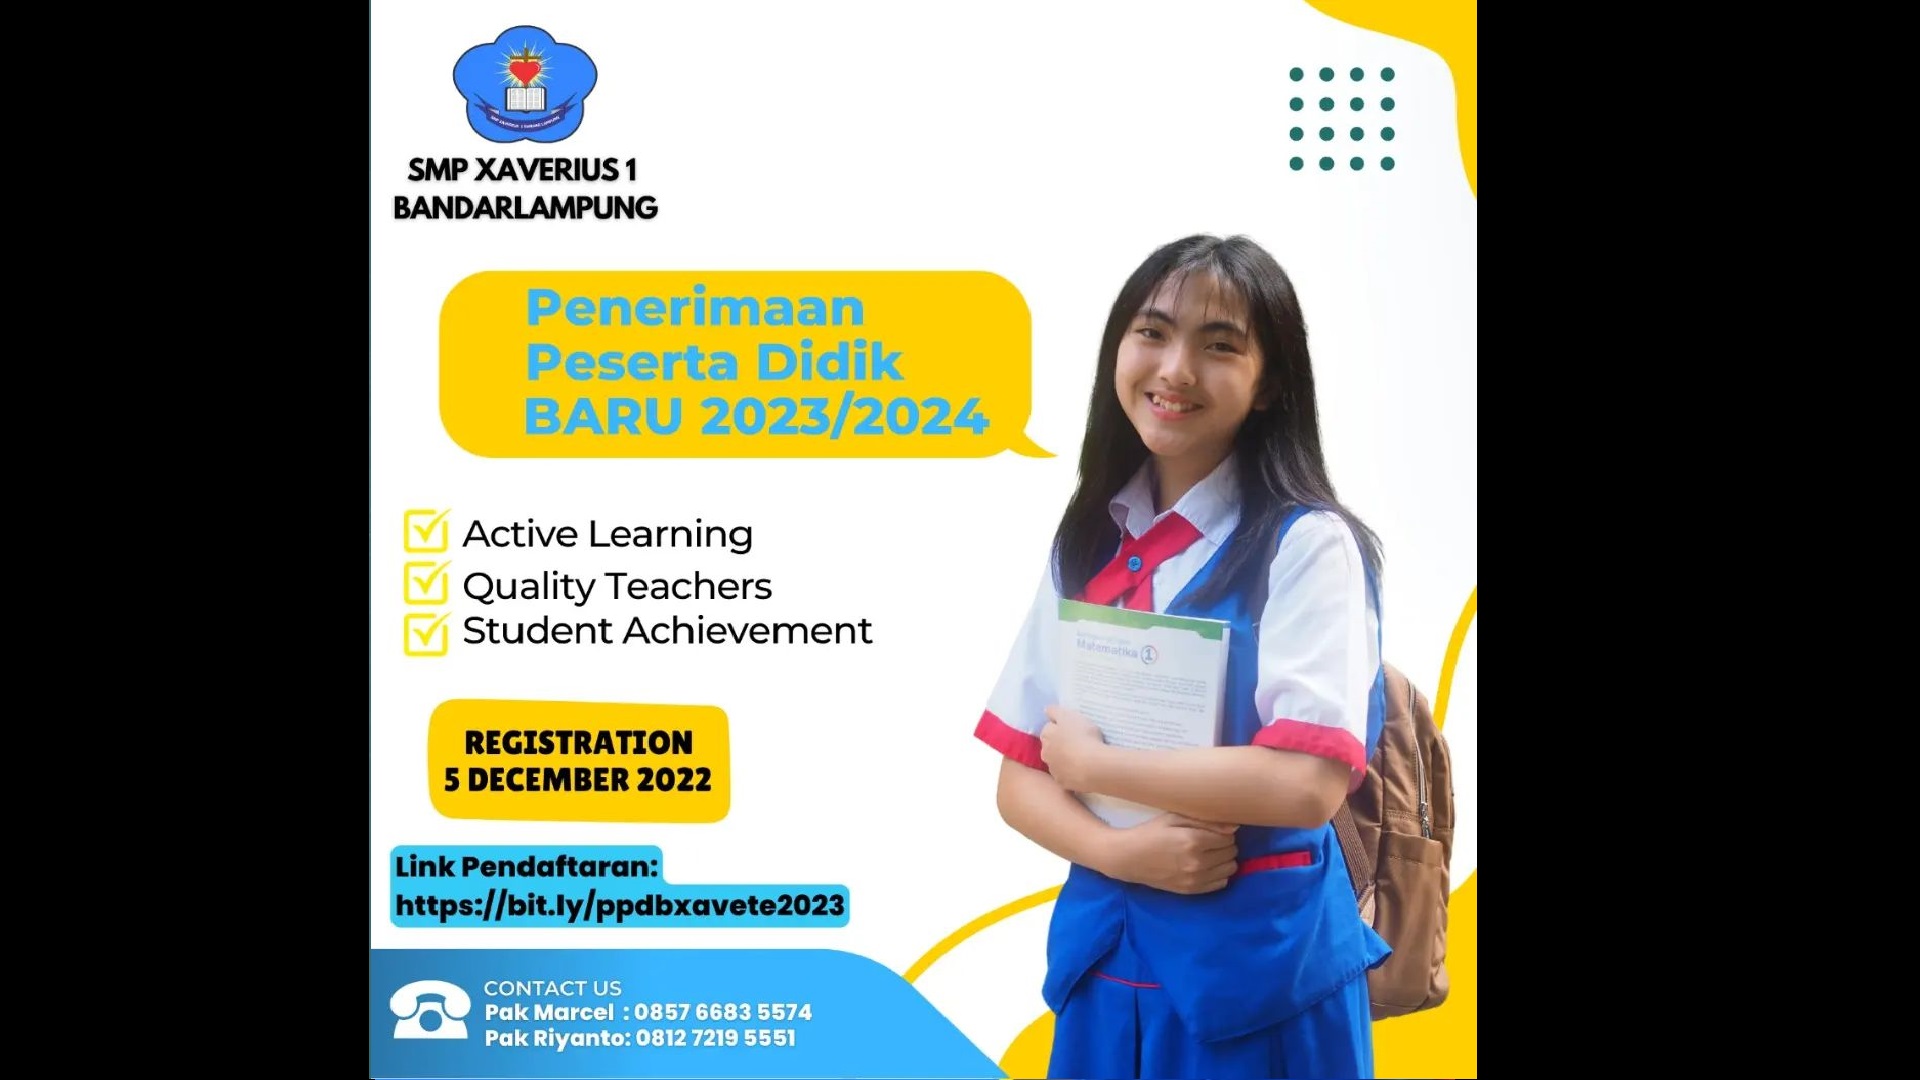 SMP XAVERIUS 1
BANDARLAMPUNG
Penerimaan
Peserta Didik
BARU 2023/2024
Active Learning
Quality Teachers
Student Achievement
Matematika 1
REGISTRATION
5 DECEMBER 2022
Link Pendaftaran:
https://bit.ly/ppdbxavete2023
CONTACT US
Pak Marcel : 0857 6683 5574
Pak Riyanto: 0812 7219 5551